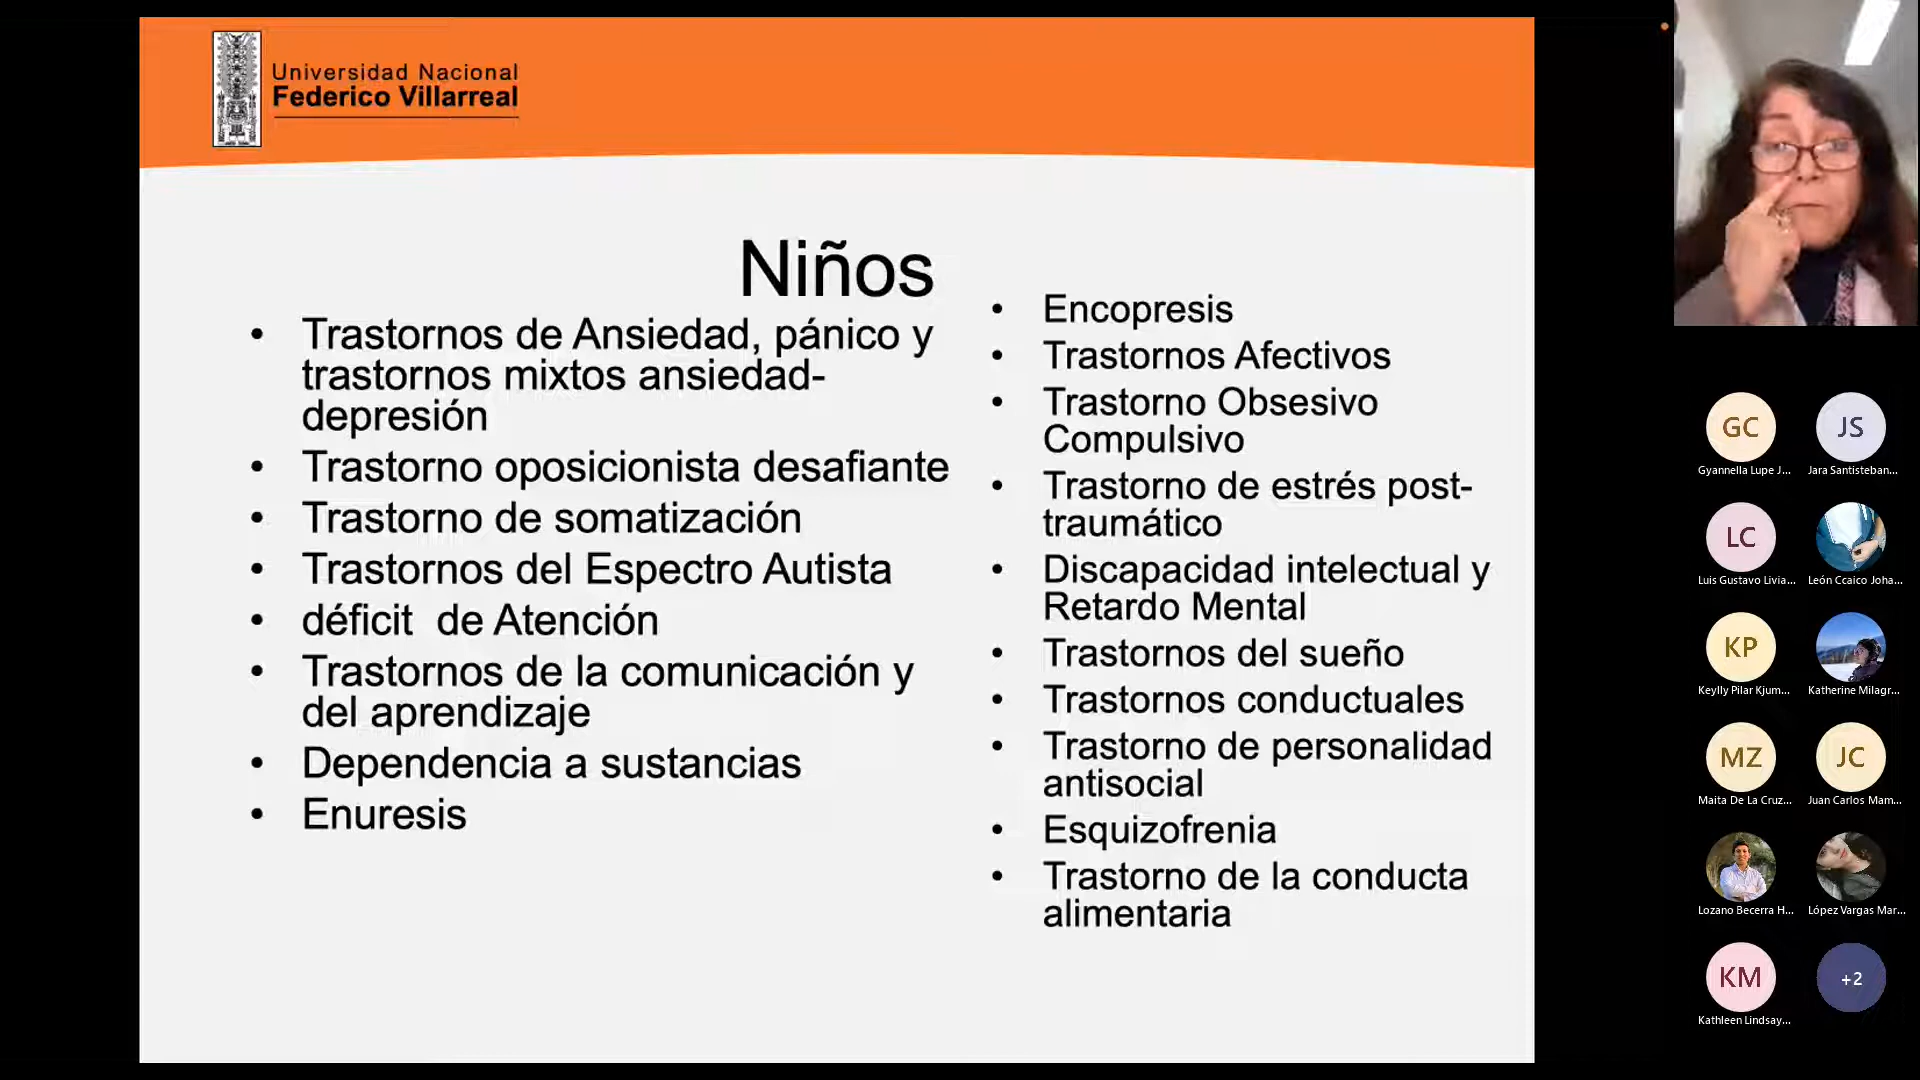 Universidad Nacional
Federico Villarreal
Niños
• Trastornos de Ansiedad, pánico y
trastornos mixtos ansiedad-
depresión
• Trastorno oposicionista desafiante
• Trastorno de somatización
• Trastornos del Espectro Autista
• déficit  de Atención
• Trastornos de la comunicación y
del aprendizaje
• Dependencia a sustancias
• Enuresis
• Encopresis
• Trastornos Afectivos
• Trastorno Obsesivo
Compulsivo
• Trastorno de estrés post-
traumático
• Discapacidad intelectual y
Retardo Mental
• Trastornos del sueño
• Trastornos conductuales
• Trastorno de personalidad
antisocial
• Esquizofrenia
• Trastorno de la conducta
alimentaria
GC
Gyannella Lupe J...
JS
Jara Santisteban...
LC
Luis Gustavo Livia...
León Ccaico Joha...
KP
Keylly Pilar Kjum...
Katherine Milagr...
MZ
Maita De La Cruz...
JC
Juan Carlos Mam...
Lozano Becerra H...
López Vargas Mar...
KM
Kathleen Lindsay...
+2